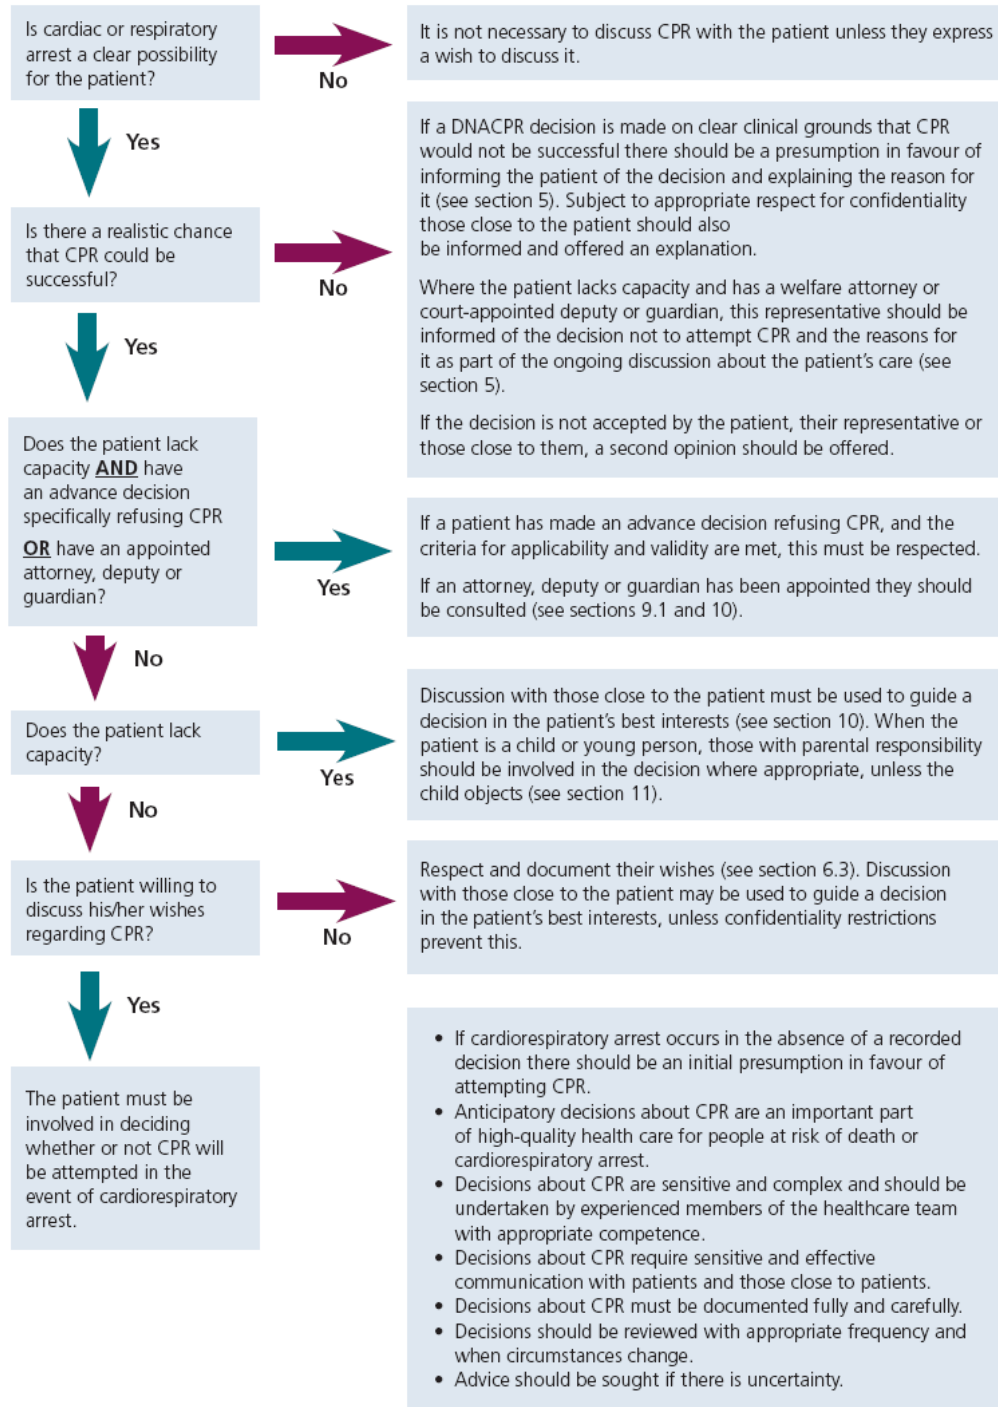 Is cardiac or respiratory
arrest a clear possibility
for the patient?
No
It is not necessary to discuss CPR with the patient unless they express
a wish to discuss it.
Yes
Is there a realistic chance
that CPR could be
successful?
No
If a DNACPR decision is made on clear clinical grounds that CPR
would not be successful there should be a presumption in favour of
informing the patient of the decision and explaining the reason for
it (see section 5). Subject to appropriate respect for confidentiality
those close to the patient should also
be informed and offered an explanation.
Where the patient lacks capacity and has a welfare attorney or
court-appointed deputy or guardian, this representative should be
informed of the decision not to attempt CPR and the reasons for
it as part of the ongoing discussion about the patient's care (see
section 5).
If the decision is not accepted by the patient, their representative or
those close to them, a second opinion should be offered.
Yes
Does the patient lack
capacity AND have
an advance decision
specifically refusing CPR
OR have an appointed
attorney, deputy or
guardian?
Yes
If a patient has made an advance decision refusing CPR, and the
criteria for applicability and validity are met, this must be respected.
If an attorney, deputy or guardian has been appointed they should
be consulted (see sections 9.1 and 10).
No
Does the patient lack
capacity?
Yes
Discussion with those close to the patient must be used to guide a
decision in the patient's best interests (see section 10). When the
patient is a child or young person, those with parental responsibility
should be involved in the decision where appropriate, unless the
child objects (see section 11).
No
Is the patient willing to
discuss his/her wishes
regarding CPR?
No
Respect and document their wishes (see section 6.3). Discussion
with those close to the patient may be used to guide a decision
in the patient's best interests, unless confidentiality restrictions
prevent this.
Yes
The patient must be
involved in deciding
whether or not CPR will
be attempted in the
event of cardiorespiratory
arrest.
• If cardiorespiratory arrest occurs in the absence of a recorded
decision there should be an initial presumption in favour of
attempting CPR.
• Anticipatory decisions about CPR are an important part
of high-quality health care for people at risk of death or
cardiorespiratory arrest.
• Decisions about CPR are sensitive and complex and should be
undertaken by experienced members of the healthcare team
with appropriate competence.
• Decisions about CPR require sensitive and effective
communication with patients and those close to patients.
• Decisions about CPR must be documented fully and carefully.
• Decisions should be reviewed with appropriate frequency and
when circumstances change.
• Advice should be sought if there is uncertainty.